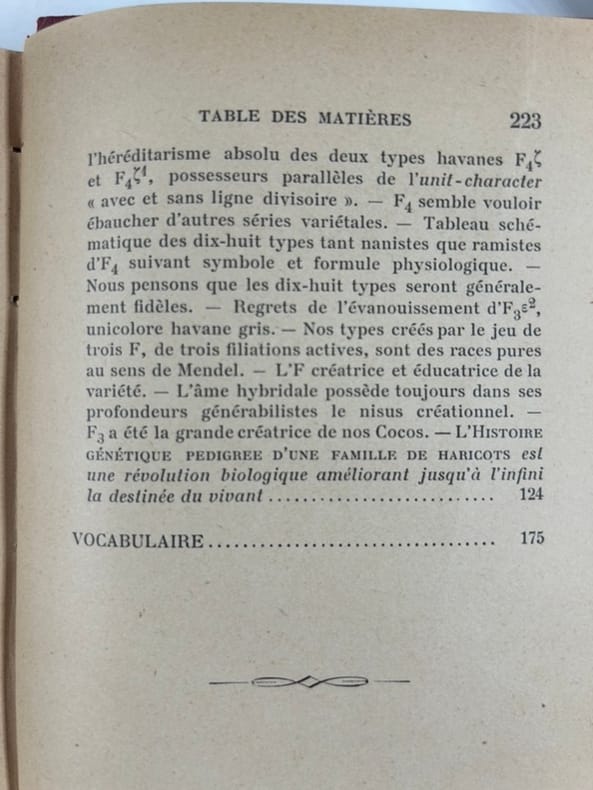 TABLE DES MATIÈRES 223
l'héréditarisme absolu des deux types havanes F₄ζ
et F₄ζ¹, possesseurs parallèles de l'unit-character
« avec et sans ligne divisoire ». — F₄ semble vouloir
ébaucher d'autres séries variétales. — Tableau sché-
matique des dix-huit types tant nanistes que ramistes
d'F₄ suivant symbole et formule physiologique. —
Nous pensons que les dix-huit types seront générale-
ment fidèles. — Regrets de l'évanouissement d'F₃ε²,
unicolore havane gris. — Nos types créés par le jeu de
trois F, de trois filiations actives, sont des races pures
au sens de Mendel. — L'F créatrice et éducatrice de la
variété. — L'âme hybridale possède toujours dans ses
profondeurs générabilistes le nisus créationnel. —
F₃ a été la grande créatrice de nos Cocos. — L'HISTOIRE
GÉNÉTIQUE PEDIGREE D'UNE FAMILLE DE HARICOTS est
une révolution biologique améliorant jusqu'à l'infini
la destinée du vivant .......................... 124
VOCABULAIRE ................................. 175